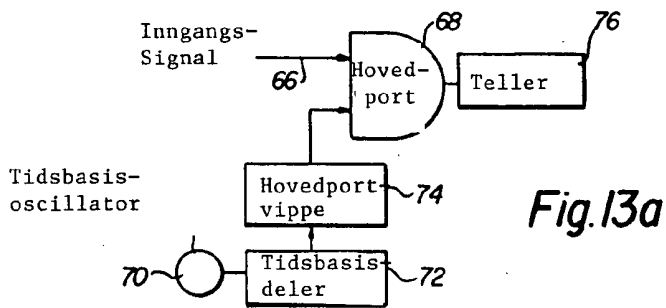 Inngangs-
Signal
66
68
Hoved-
port
76
Teller
Tidsbasis-
oscillator
Hovedport
vippe
74
Fig.13a
70
Tidsbasis
deler
72